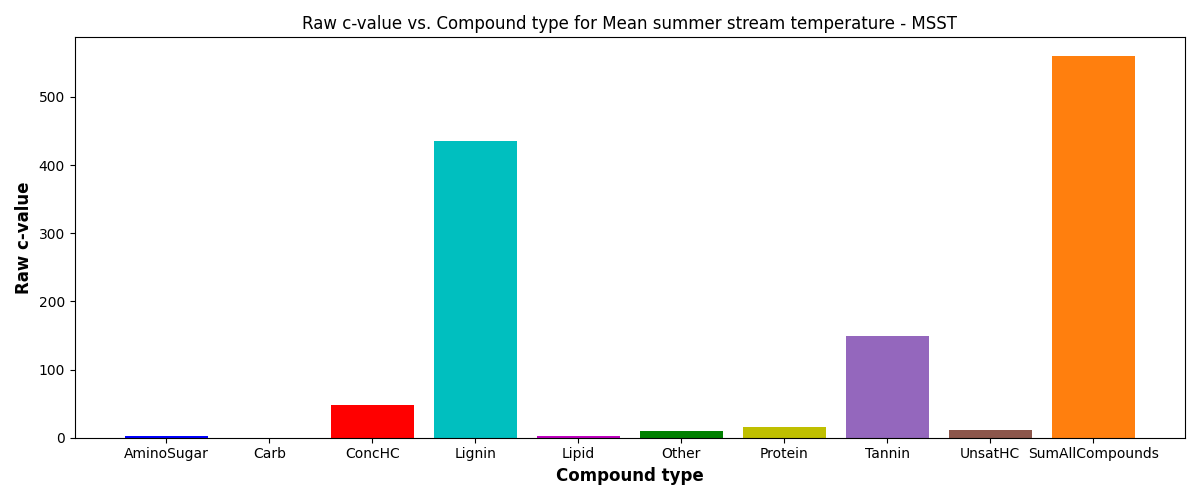 Raw c-value vs. Compound type for Mean summer stream temperature - MSST
Raw c-value
500
400
300
200
100
0
AminoSugar Carb ConcHC Lignin Lipid Other Protein Tannin UnsatHC SumAllCompounds
Compound type